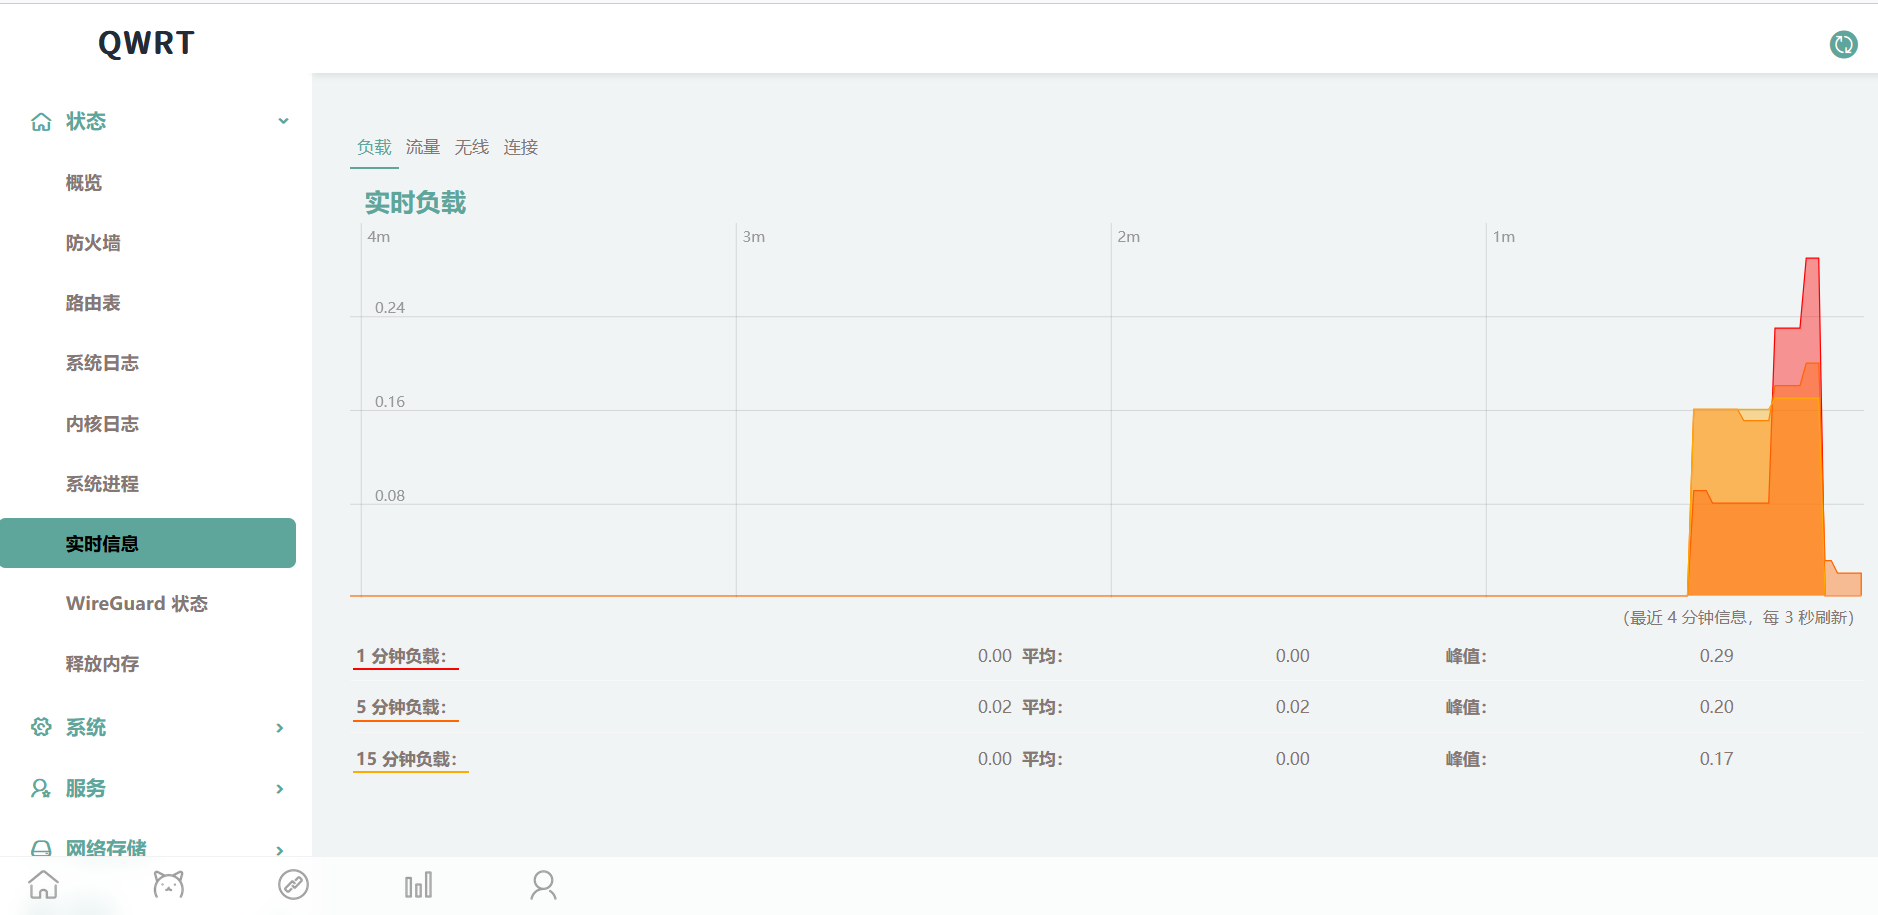 QWRT
状态
概览
防火墙
路由表
系统日志
内核日志
系统进程
实时信息
WireGuard 状态
释放内存
系统
服务
网络存储
负载 流量 无线 连接
实时负载
4m 3m 2m 1m
0.24
0.16
0.08
(最近 4 分钟信息，每 3 秒刷新)
1 分钟负载： 0.00 平均： 0.00 峰值： 0.29
5 分钟负载： 0.02 平均： 0.02 峰值： 0.20
15 分钟负载： 0.00 平均： 0.00 峰值： 0.17